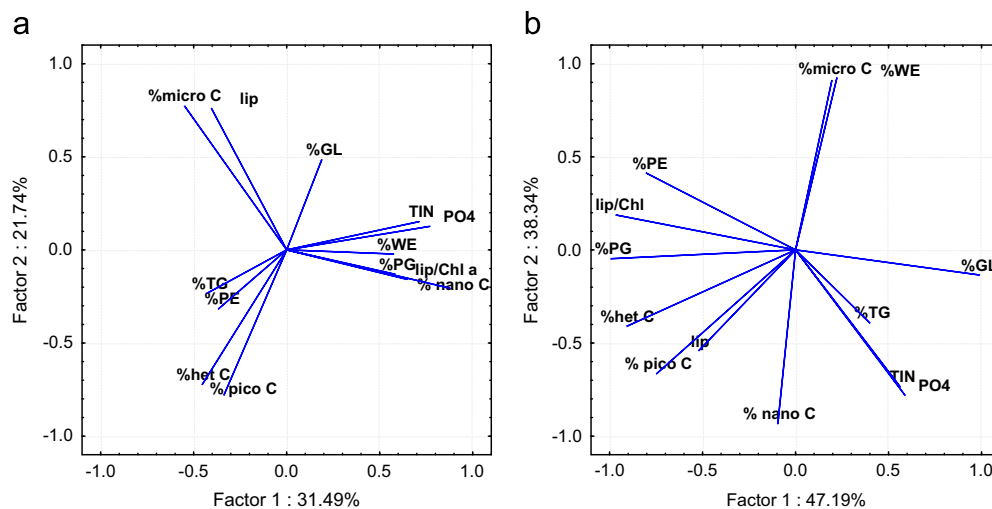 a
1.0
0.5
0.0
-0.5
-1.0
-1.0
-0.5
0.0
0.5
1.0
Factor 2 : 21.74%
Factor 1 : 31.49%
%micro C
lip
%GL
TIN
PO4
%WE
%PG
lip/Chl a
% nano C
%TG
%PE
%het C
% pico C
b
1.0
0.5
0.0
-0.5
-1.0
-1.0
-0.5
0.0
0.5
1.0
Factor 2 : 38.34%
Factor 1 : 47.19%
%micro C
%WE
%PE
lip/Chl
%PG
%GL
%het C
%TG
lip
% pico C
TIN
PO4
% nano C